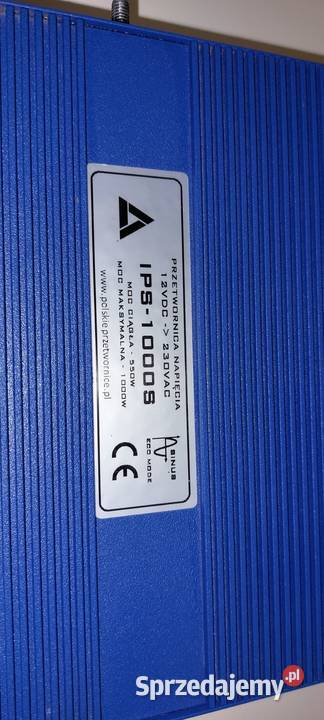 PRZETWORNICA NAPIĘCIA
12VDC -> 230VAC
IPS-1000S
MOC CIĄGŁA - 550W
MOC MAKSYMALNA - 1000W
www.polskieprzetwornice.pl
SINUS
ECO MODE
CE
Sprzedajemy.pl